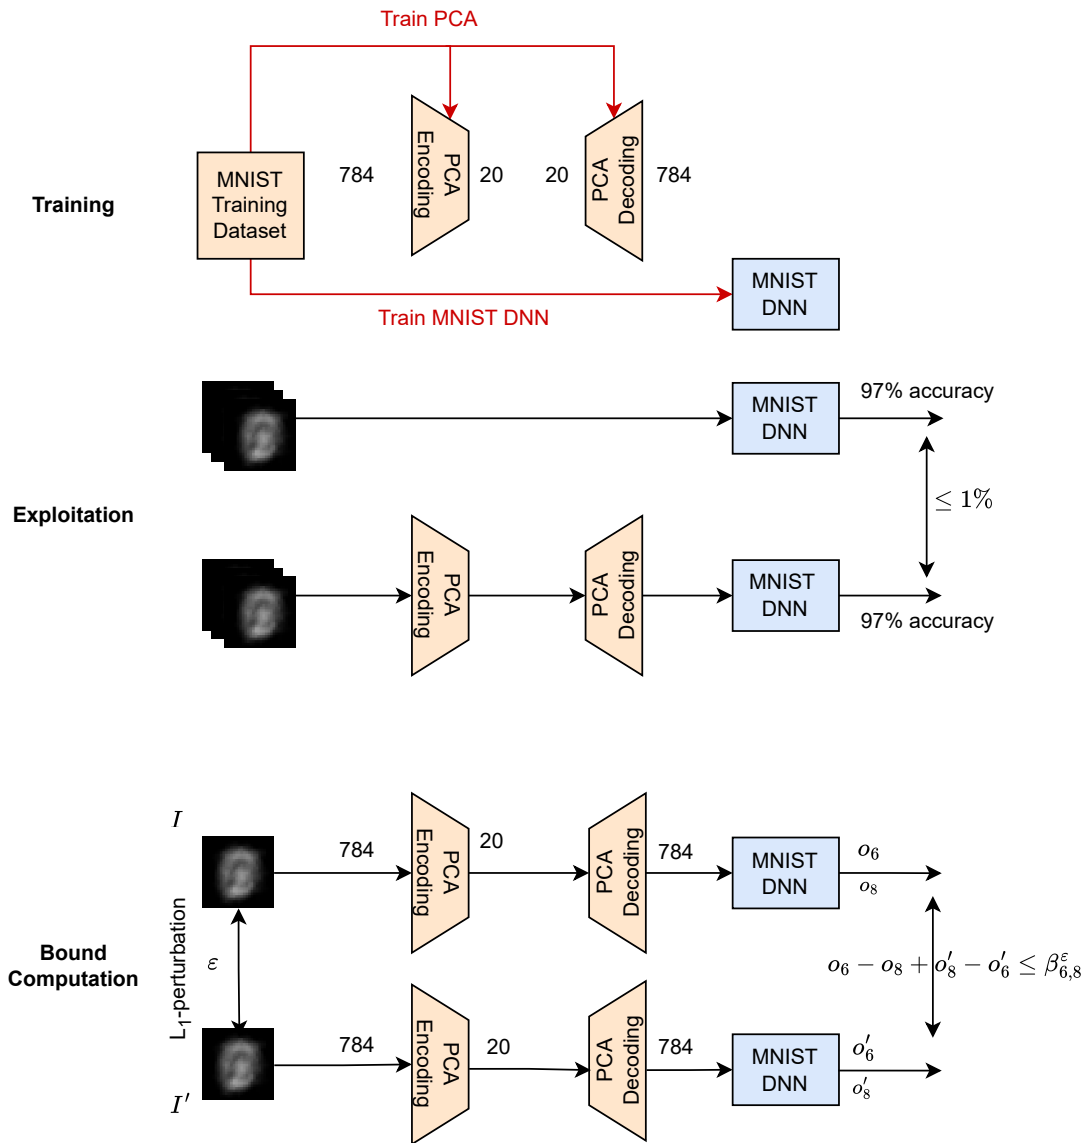 Train PCA
MNIST
Training
Dataset
784
PCA
Encoding
20
20
PCA
Decoding
784
Training
Train MNIST DNN
MNIST
DNN
MNIST
DNN
97% accuracy
≤ 1%
Exploitation
PCA
Encoding
PCA
Decoding
MNIST
DNN
97% accuracy
I
784
PCA
Encoding
20
PCA
Decoding
784
MNIST
DNN
o₆
o₈
Bound
Computation
L₁-perturbation
ε
o₆ − o₈ + o′₈ − o′₆ ≤ β^ε_{6,8}
I′
784
PCA
Encoding
20
PCA
Decoding
784
MNIST
DNN
o′₆
o′₈